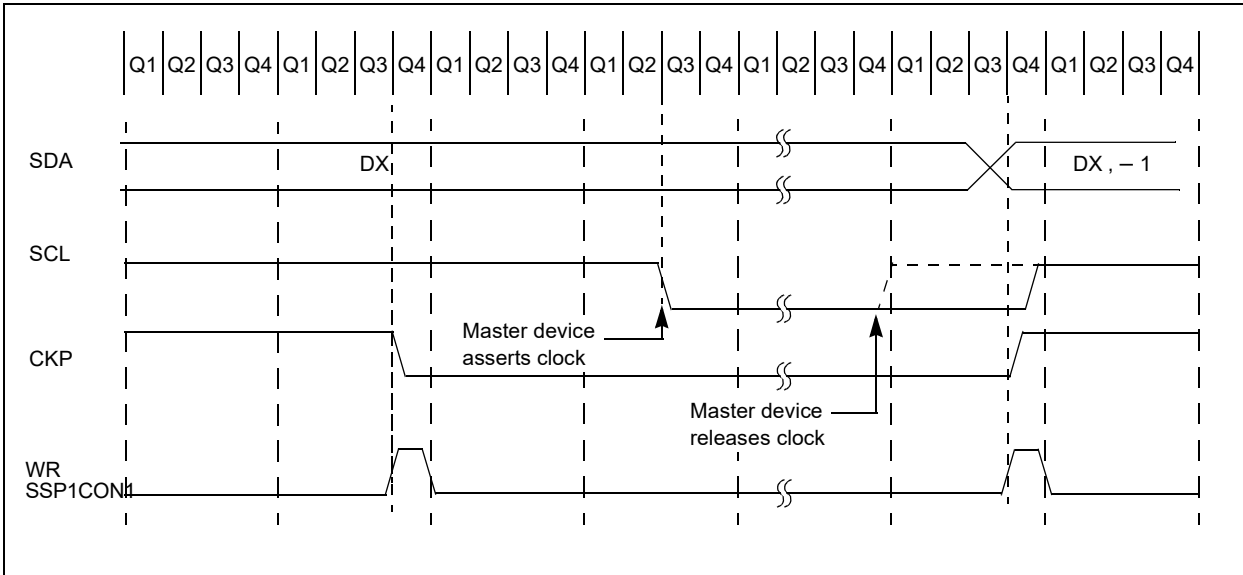 Q1 Q2 Q3 Q4 Q1 Q2 Q3 Q4 Q1 Q2 Q3 Q4 Q1 Q2 Q3 Q4 Q1 Q2 Q3 Q4 Q1 Q2 Q3 Q4 Q1 Q2 Q3 Q4
SDA
DX
DX , – 1
SCL
Master device
asserts clock
CKP
Master device
releases clock
WR
SSP1CON1